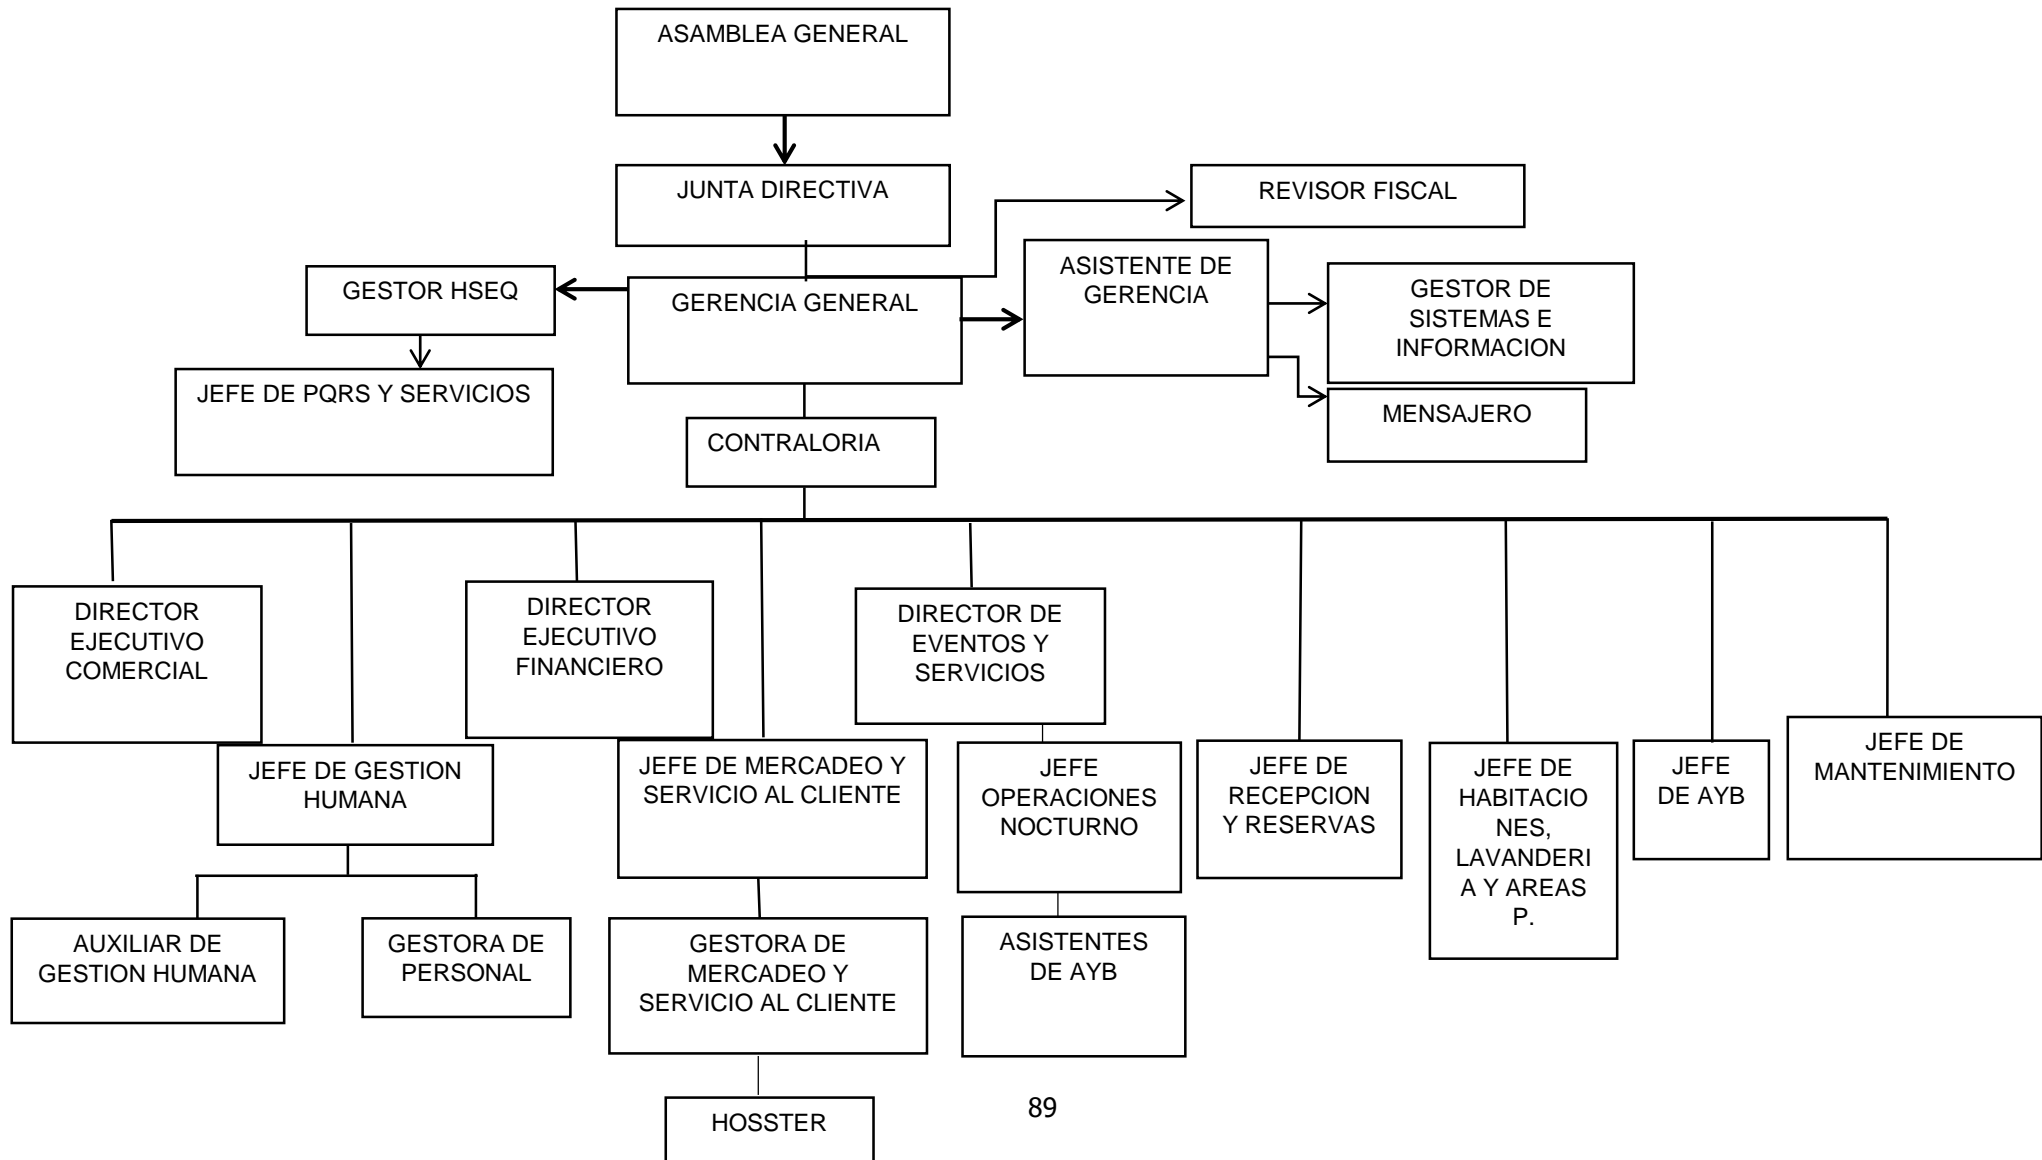 ASAMBLEA GENERAL
JUNTA DIRECTIVA
REVISOR FISCAL
GESTOR HSEQ
GERENCIA GENERAL
ASISTENTE DE
GERENCIA
GESTOR DE
SISTEMAS E
INFORMACION
JEFE DE PQRS Y SERVICIOS
MENSAJERO
CONTRALORIA
DIRECTOR
EJECUTIVO
COMERCIAL
DIRECTOR
EJECUTIVO
FINANCIERO
DIRECTOR DE
EVENTOS Y
SERVICIOS
JEFE DE GESTION
HUMANA
JEFE DE MERCADEO Y
SERVICIO AL CLIENTE
JEFE
OPERACIONES
NOCTURNO
JEFE DE
RECEPCION
Y RESERVAS
JEFE DE
HABITACIO
NES,
LAVANDERI
A Y AREAS
P.
JEFE
DE AYB
JEFE DE
MANTENIMIENTO
AUXILIAR DE
GESTION HUMANA
GESTORA DE
PERSONAL
GESTORA DE
MERCADEO Y
SERVICIO AL CLIENTE
ASISTENTES
DE AYB
HOSSTER
89